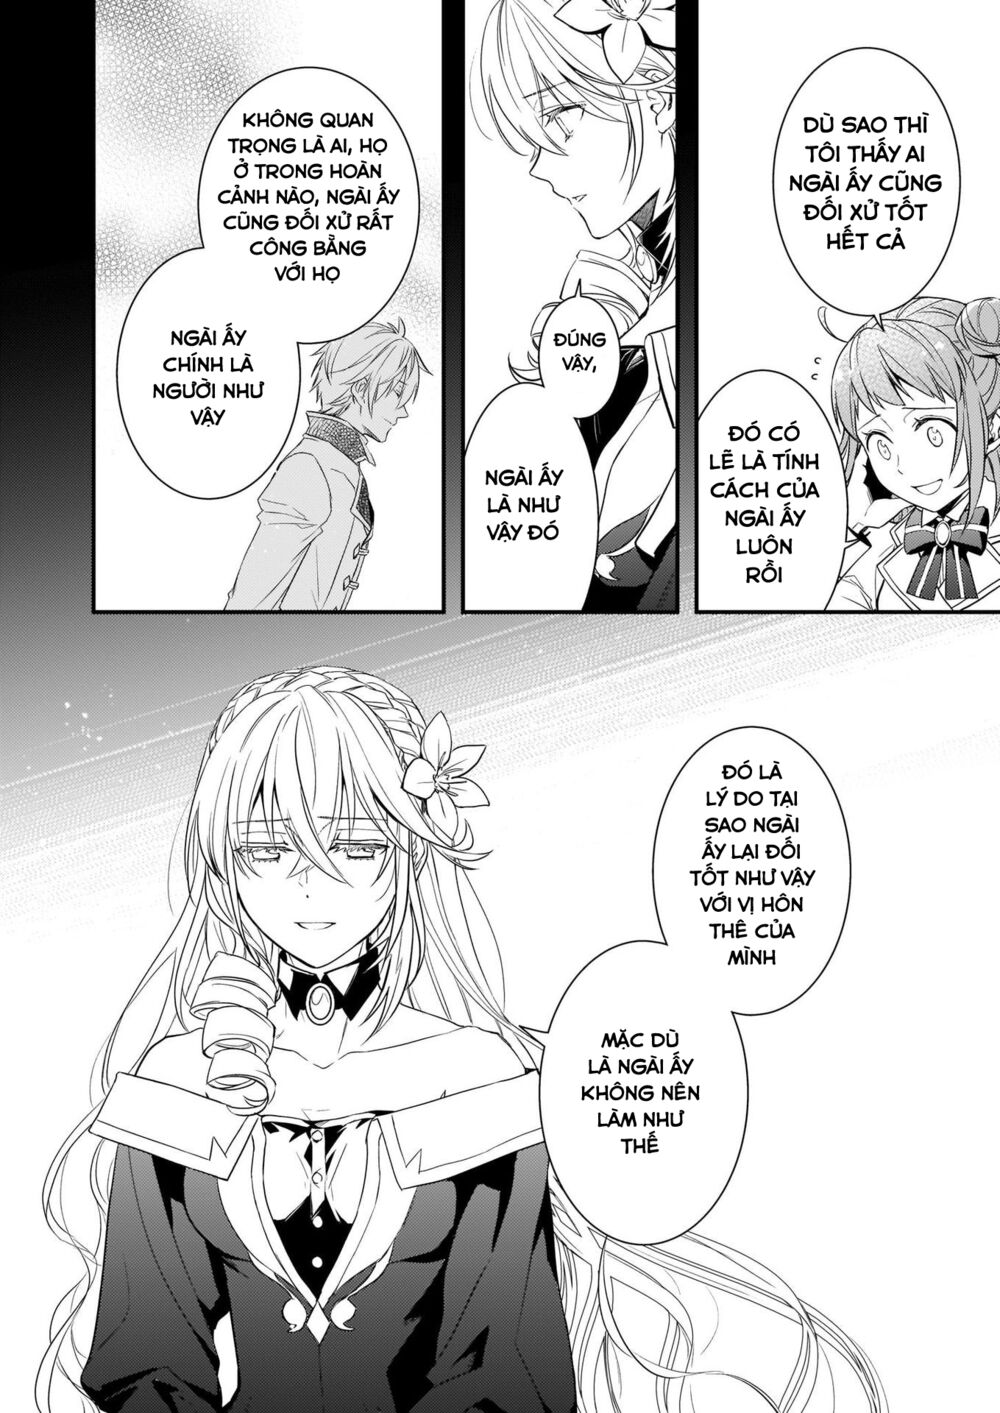 DÙ SAO THÌ
TÔI THẤY AI
NGÀI ẤY CŨNG
ĐỐI XỬ TỐT
HẾT CẢ
ĐÓ CÓ
LẼ LÀ TÍNH
CÁCH CỦA
NGÀI ẤY
LUÔN
RỒI
ĐÚNG
VẬY,
NGÀI ẤY
LÀ NHƯ
VẬY ĐÓ
KHÔNG QUAN
TRỌNG LÀ AI, HỌ
Ở TRONG HOÀN
CẢNH NÀO, NGÀI ẤY
CŨNG ĐỐI XỬ RẤT
CÔNG BẰNG
VỚI HỌ
NGÀI ẤY
CHÍNH LÀ
NGƯỜI NHƯ
VẬY
ĐÓ LÀ
LÝ DO TẠI
SAO NGÀI
ẤY LẠI ĐỐI
TỐT NHƯ VẬY
VỚI VỊ HÔN
THÊ CỦA
MÌNH
MẶC DÙ
LÀ NGÀI ẤY
KHÔNG NÊN
LÀM NHƯ
THẾ